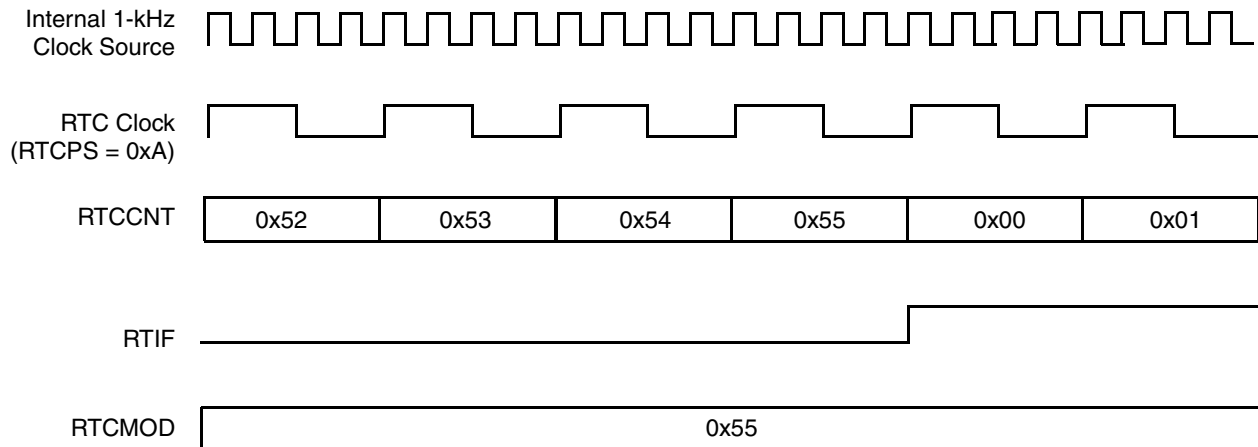 Internal 1-kHz
Clock Source
RTC Clock
(RTCPS = 0xA)
RTCCNT
0x52 0x53 0x54 0x55 0x00 0x01
RTIF
RTCMOD
0x55